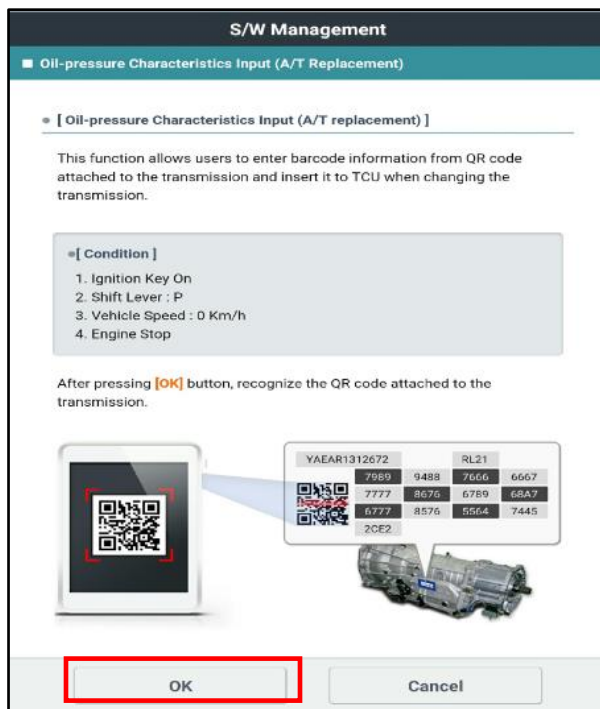 S/W Management
■ Oil-pressure Characteristics Input (A/T Replacement)
[ Oil-pressure Characteristics Input (A/T replacement) ]
This function allows users to enter barcode information from QR code
attached to the transmission and insert it to TCU when changing the
transmission.
[ Condition ]
1. Ignition Key On
2. Shift Lever : P
3. Vehicle Speed : 0 Km/h
4. Engine Stop
After pressing [OK] button, recognize the QR code attached to the
transmission.
YAEAR1312672 RL21
7989 9488 7666 6667
7777 8676 6789 68A7
6777 8576 5564 7445
2CE2
OK Cancel